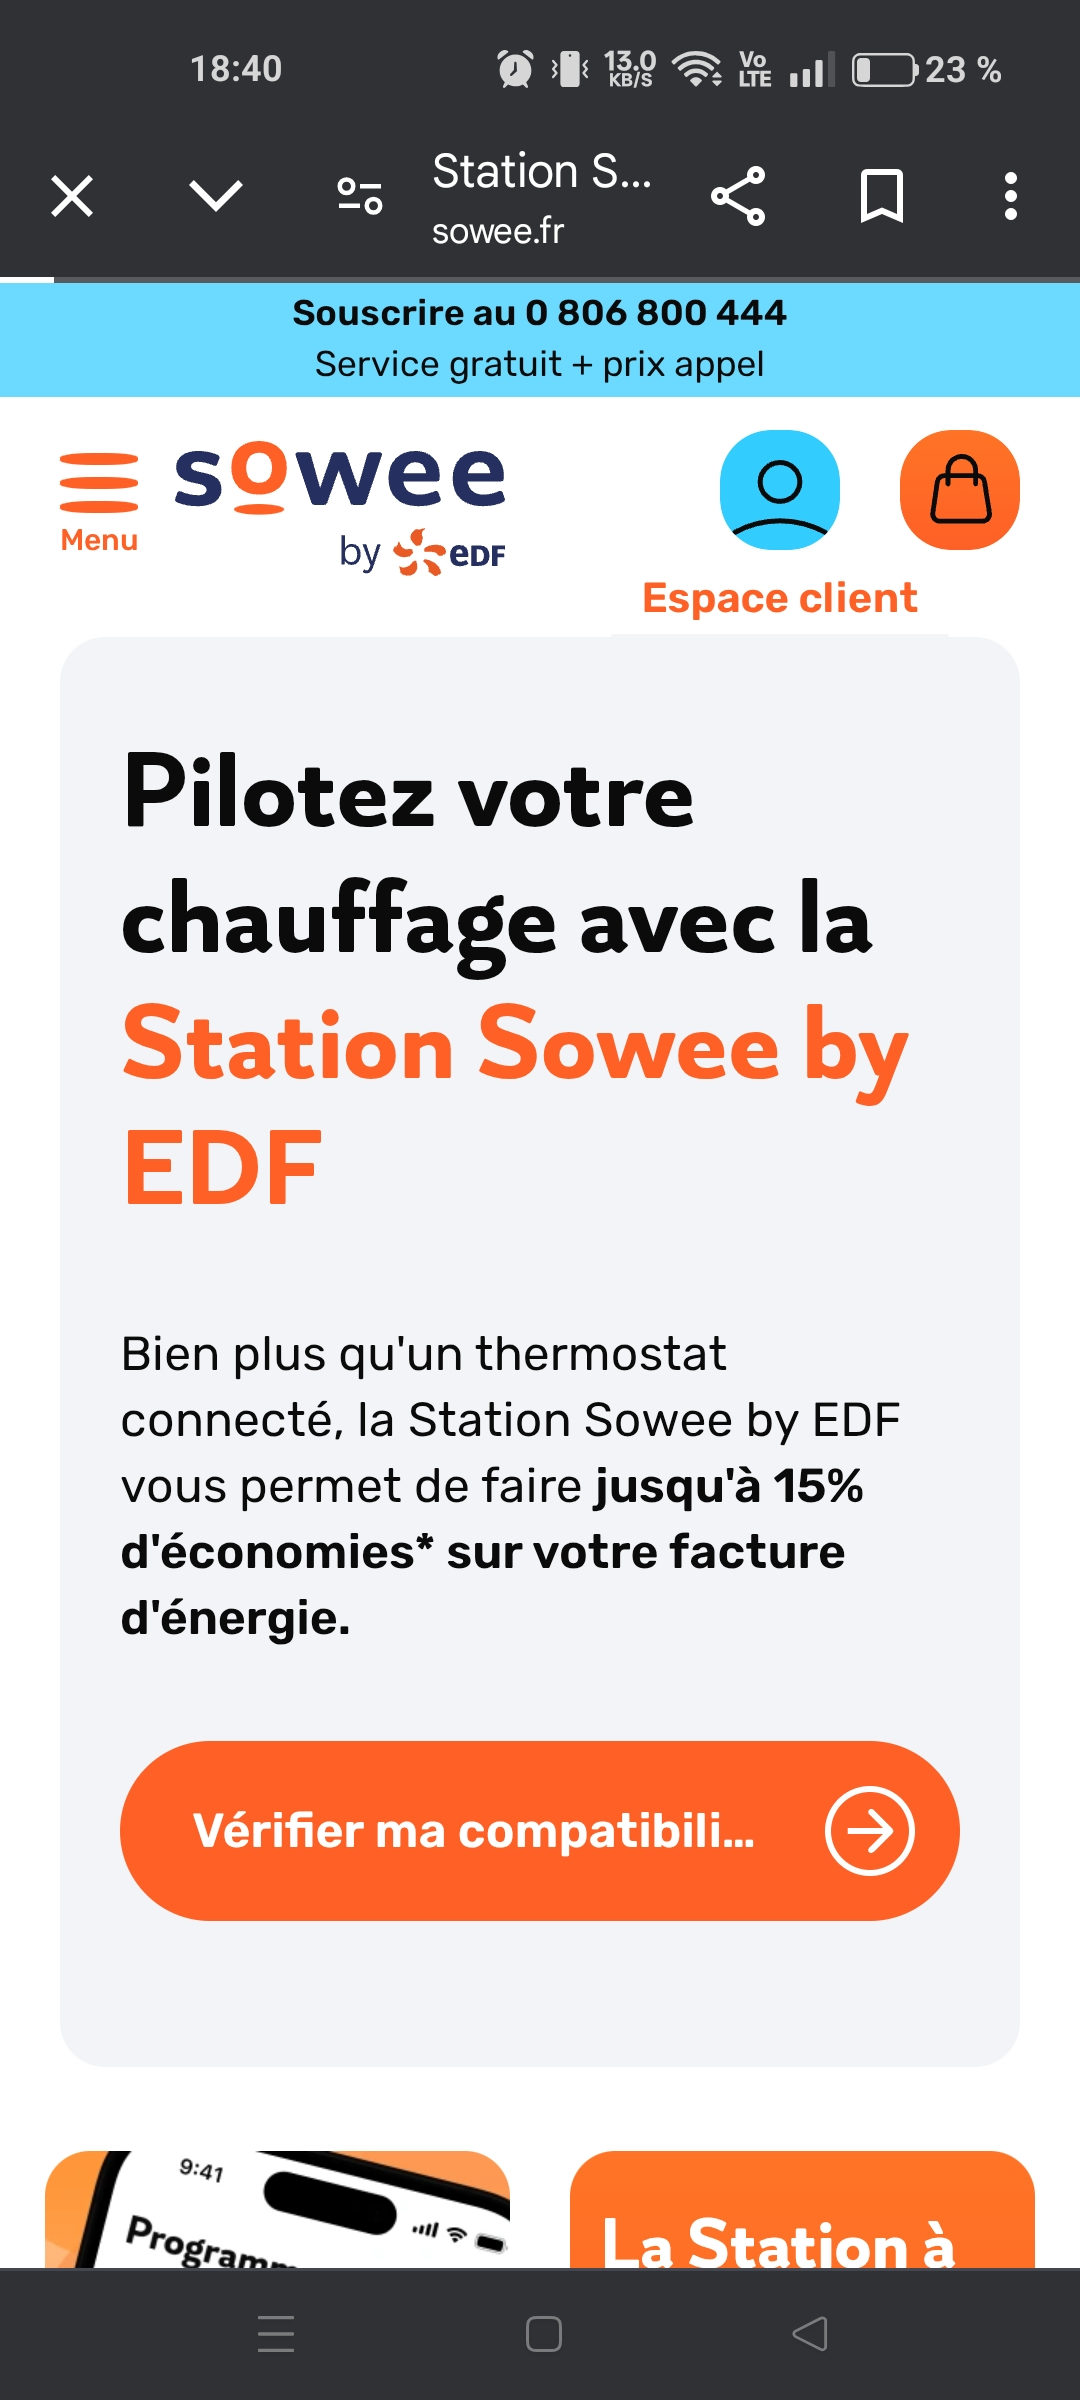 18:40
13.0 KB/S
Vo LTE
23 %
Station S...
sowee.fr
Souscrire au 0 806 800 444
Service gratuit + prix appel
Menu
sowee
by eDF
Espace client
Pilotez votre
chauffage avec la
Station Sowee by
EDF
Bien plus qu'un thermostat
connecté, la Station Sowee by EDF
vous permet de faire jusqu'à 15%
d'économies* sur votre facture
d'énergie.
Vérifier ma compatibili...
9:41
Programm
La Station à